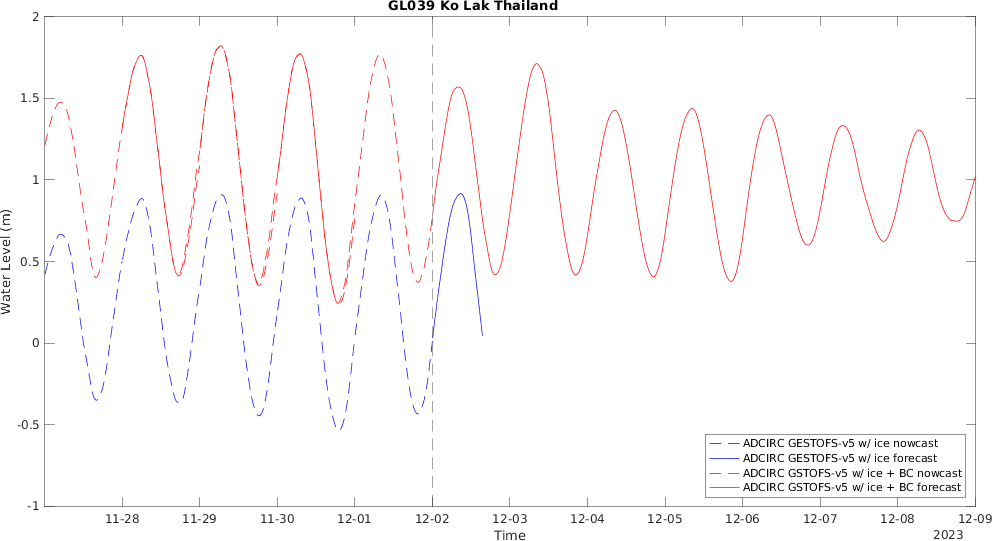 GL039 Ko Lak Thailand
2
1.5
1
0.5
0
-0.5
-1
Water Level (m)
ADCIRC GESTOFS-v5 w/ ice nowcast
ADCIRC GESTOFS-v5 w/ ice forecast
ADCIRC GSTOFS-v5 w/ ice + BC nowcast
ADCIRC GSTOFS-v5 w/ ice + BC forecast
11-28 11-29 11-30 12-01 12-02 12-03 12-04 12-05 12-06 12-07 12-08 12-09
Time
2023